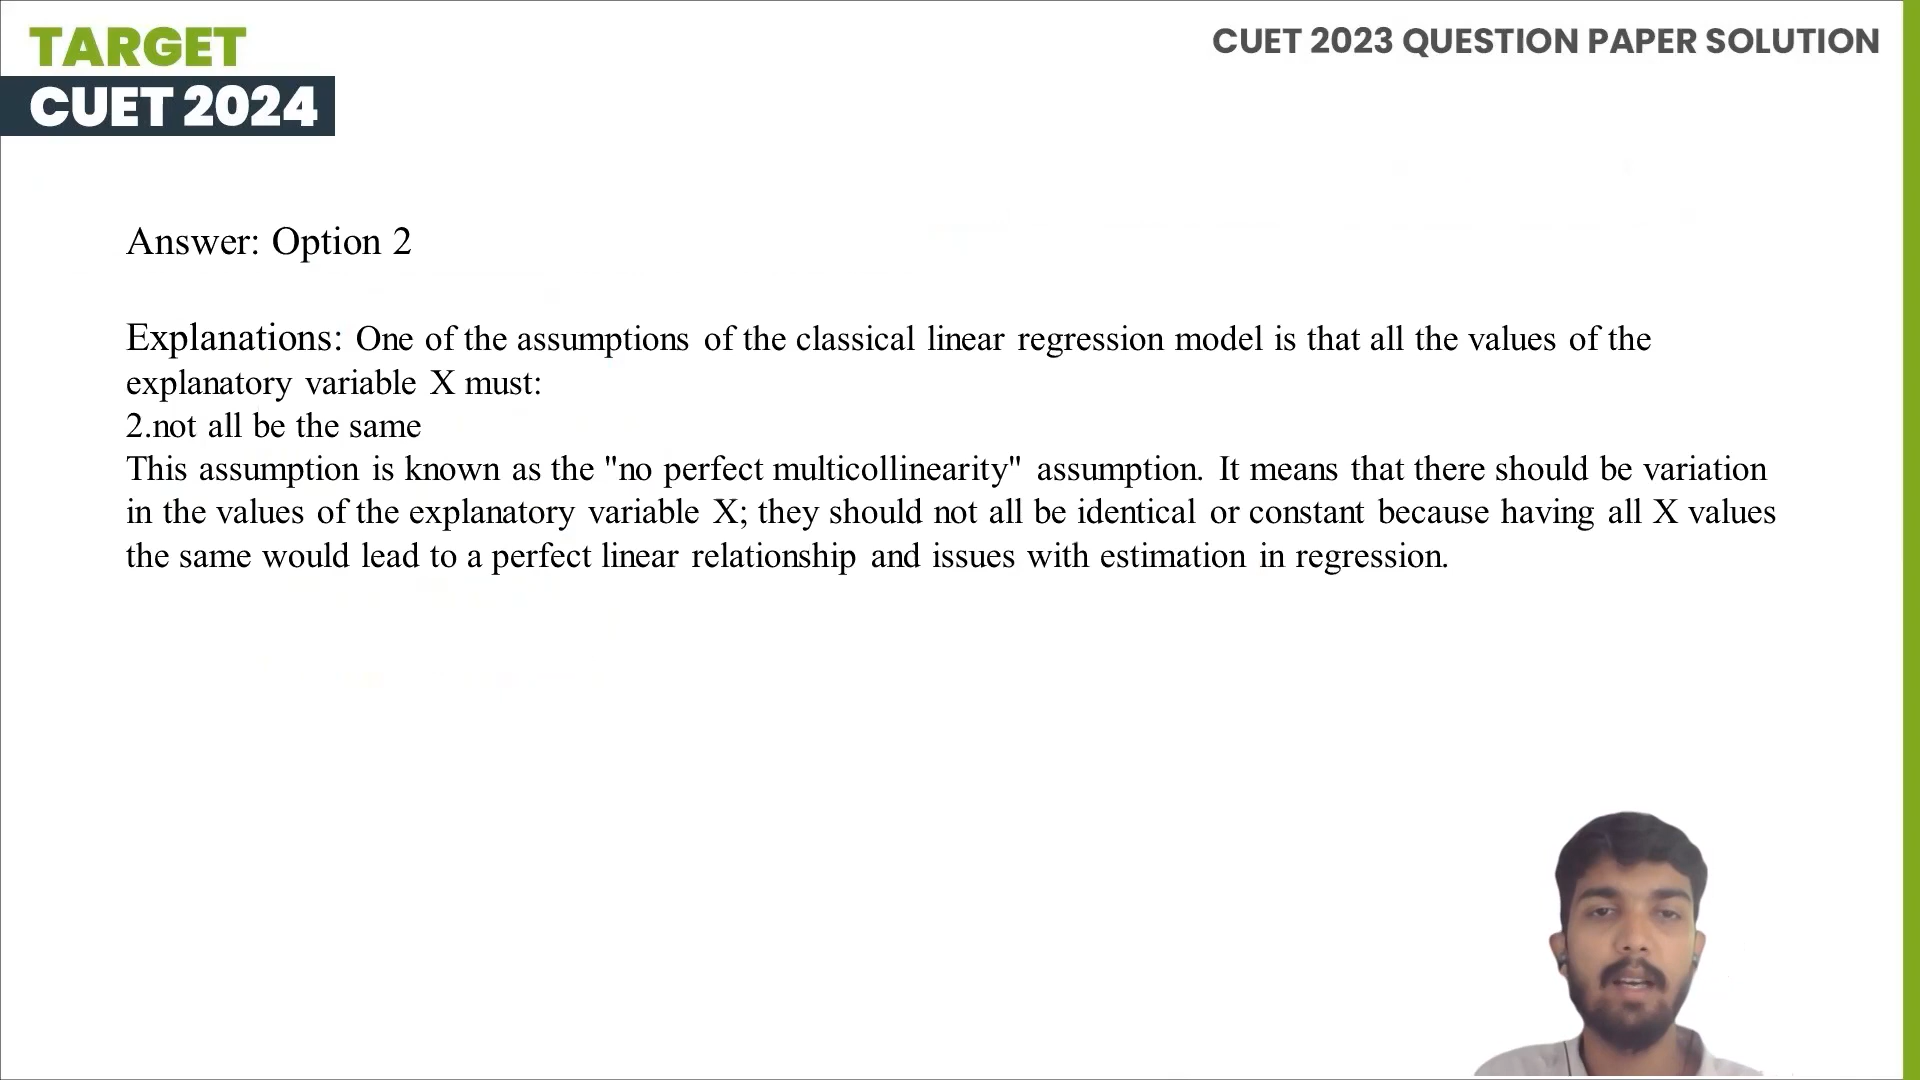 TARGET
CUET 2024
CUET 2023 QUESTION PAPER SOLUTION
Answer: Option 2
Explanations: One of the assumptions of the classical linear regression model is that all the values of the
explanatory variable X must:
2.not all be the same
This assumption is known as the "no perfect multicollinearity" assumption. It means that there should be variation
in the values of the explanatory variable X; they should not all be identical or constant because having all X values
the same would lead to a perfect linear relationship and issues with estimation in regression.